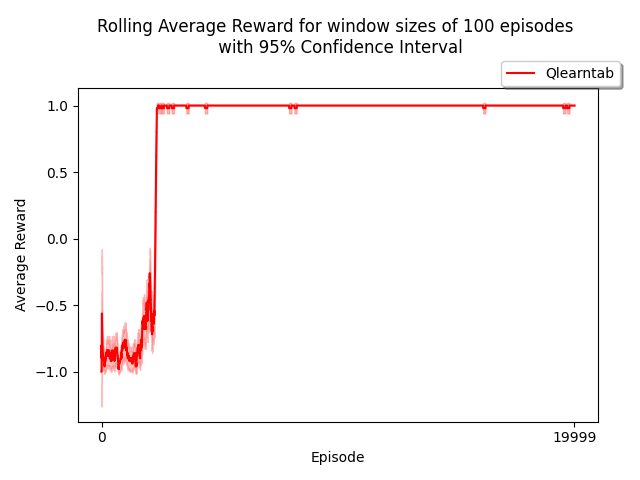 Rolling Average Reward for window sizes of 100 episodes
with 95% Confidence Interval
Qlearntab
1.0
0.5
0.0
−0.5
−1.0
Average Reward
0
19999
Episode